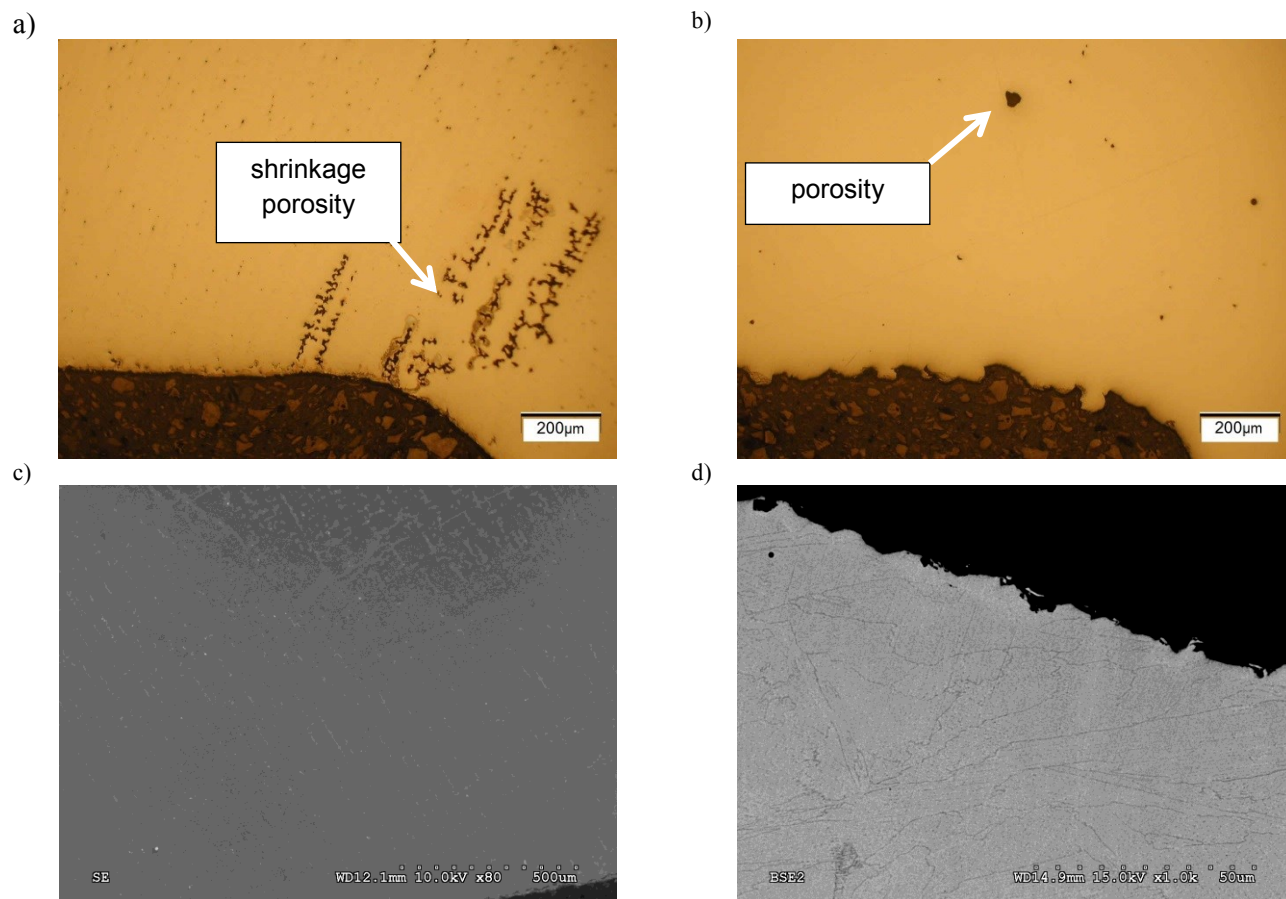 a)
b)
shrinkage
porosity
porosity
200µm
200µm
c)
d)
SE
WD12.1mm 10.0kV x80 500um
BSE2
WD14.9mm 15.0kV x1.0k 50um